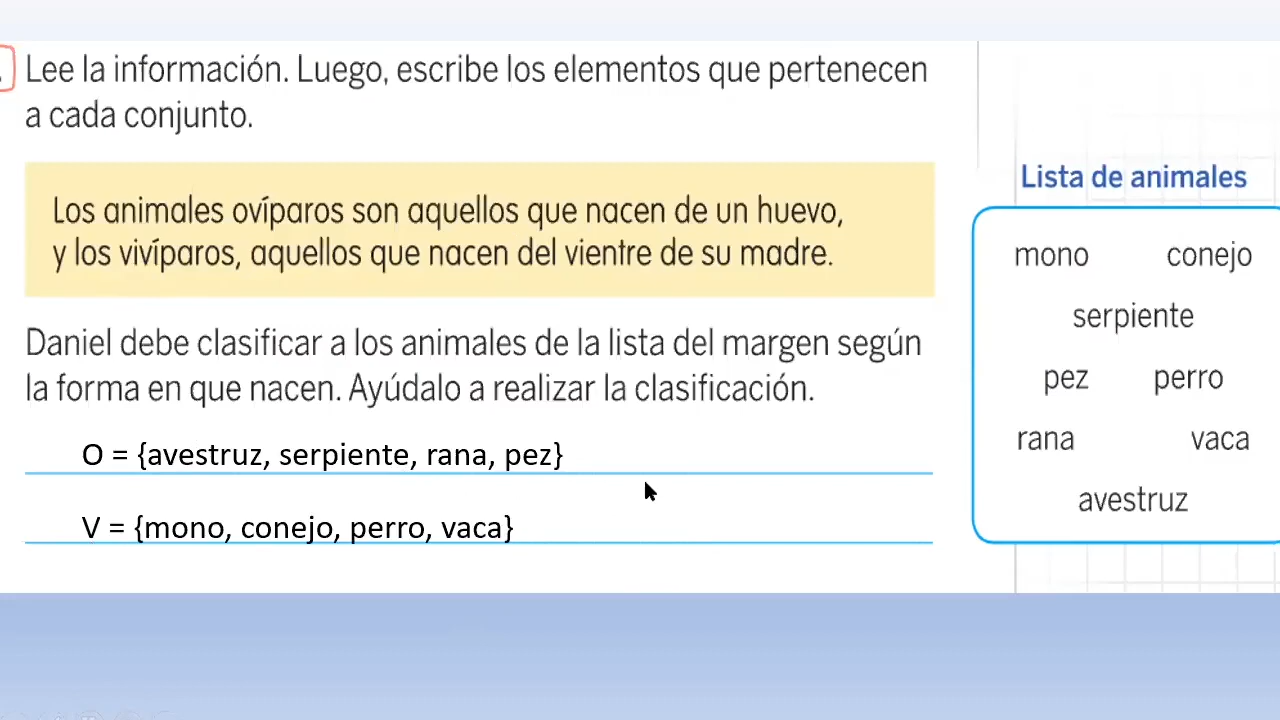 Lee la información. Luego, escribe los elementos que pertenecen
a cada conjunto.
Los animales ovíparos son aquellos que nacen de un huevo,
y los vivíparos, aquellos que nacen del vientre de su madre.
Daniel debe clasificar a los animales de la lista del margen según
la forma en que nacen. Ayúdalo a realizar la clasificación.
O = {avestruz, serpiente, rana, pez}
V = {mono, conejo, perro, vaca}
Lista de animales
mono conejo
serpiente
pez perro
rana vaca
avestruz